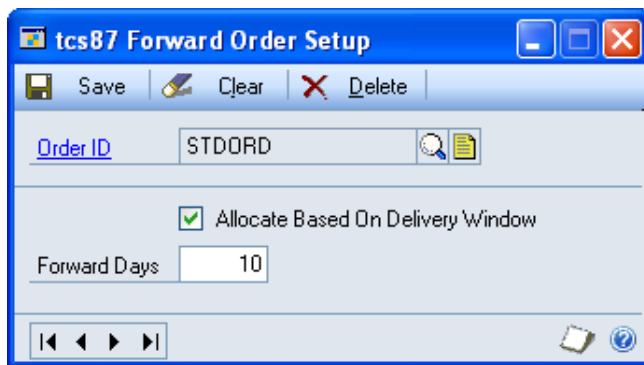 tcs87 Forward Order Setup
Save Clear Delete
Order ID STDORD
Allocate Based On Delivery Window
Forward Days 10